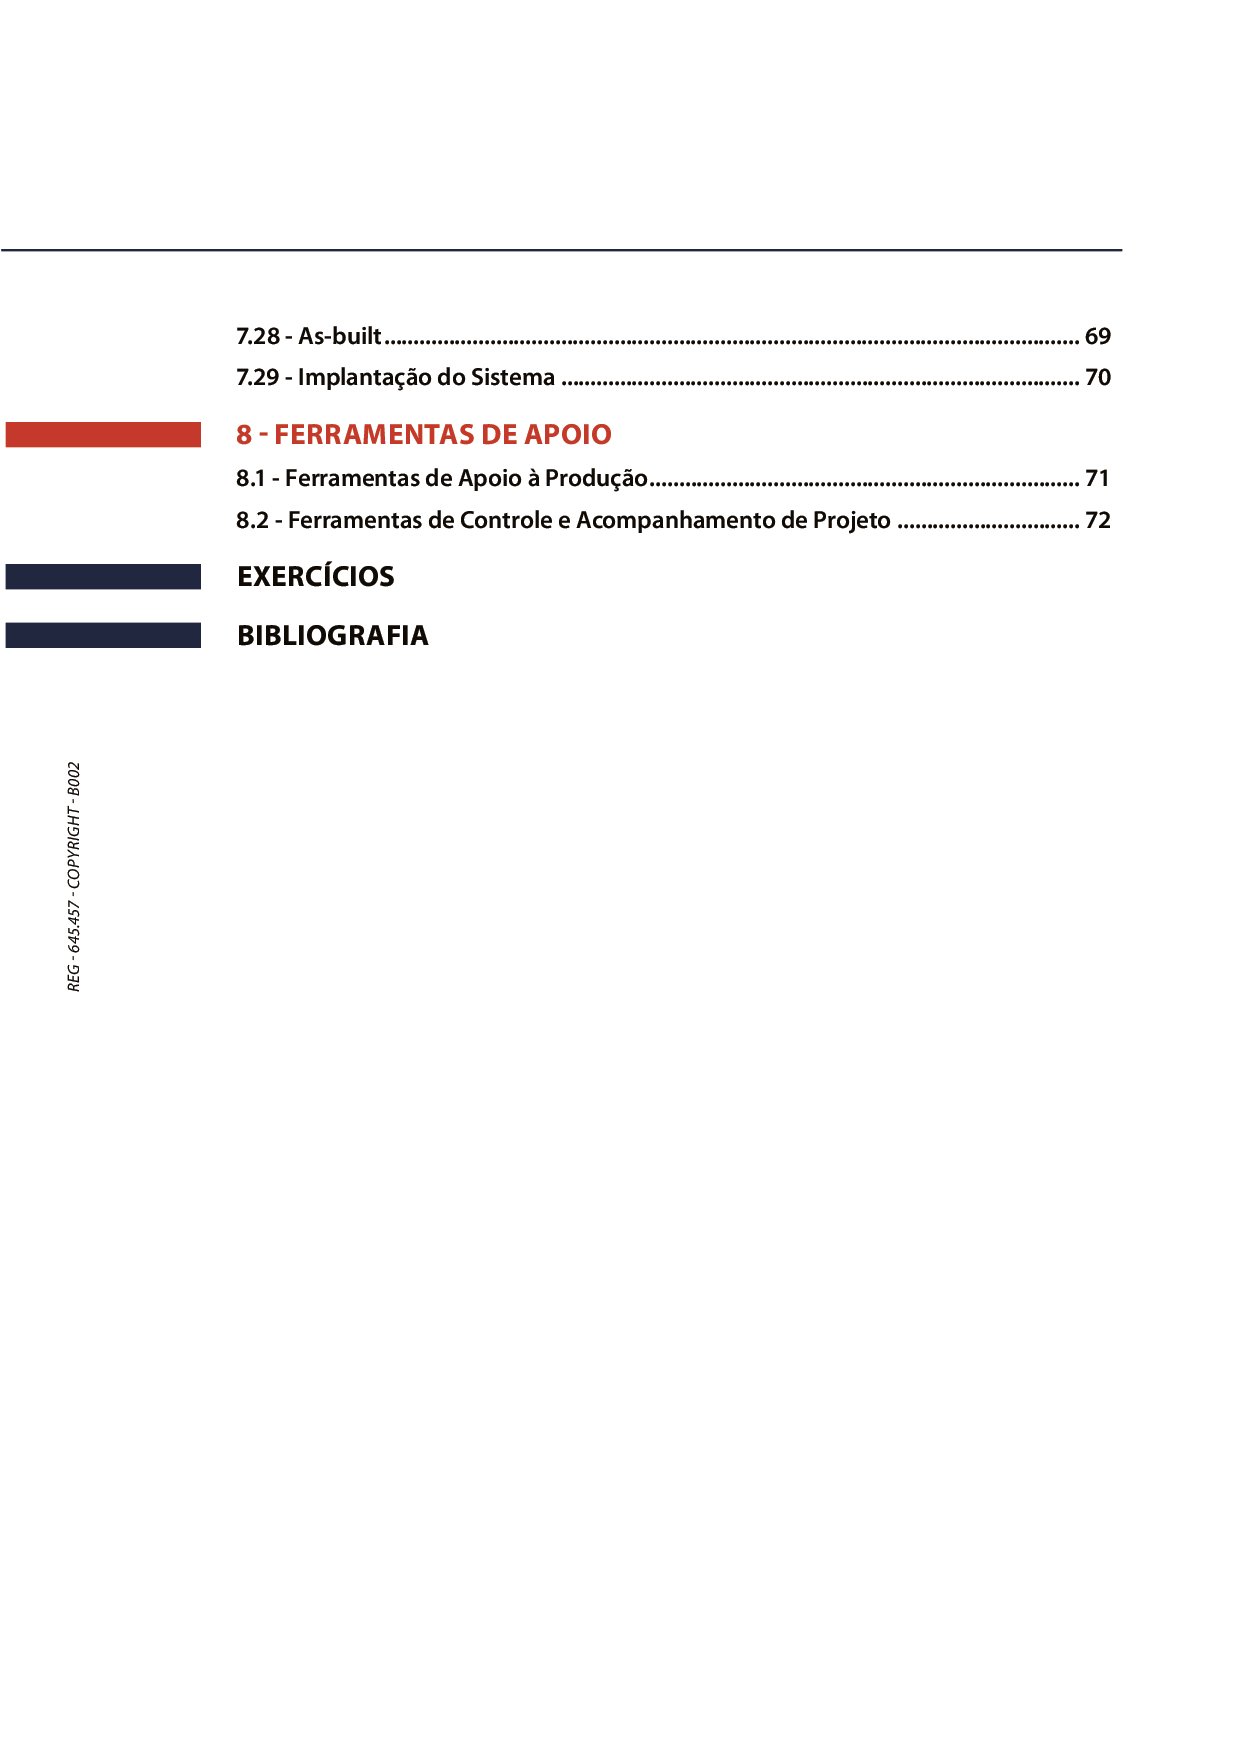 7.28 - As-built ........................................................................................................................ 69
7.29 - Implantação do Sistema ......................................................................................... 70
8 - FERRAMENTAS DE APOIO
8.1 - Ferramentas de Apoio à Produção.......................................................................... 71
8.2 - Ferramentas de Controle e Acompanhamento de Projeto ............................... 72
EXERCÍCIOS
BIBLIOGRAFIA
REG - 645.457 - COPYRIGHT - B002